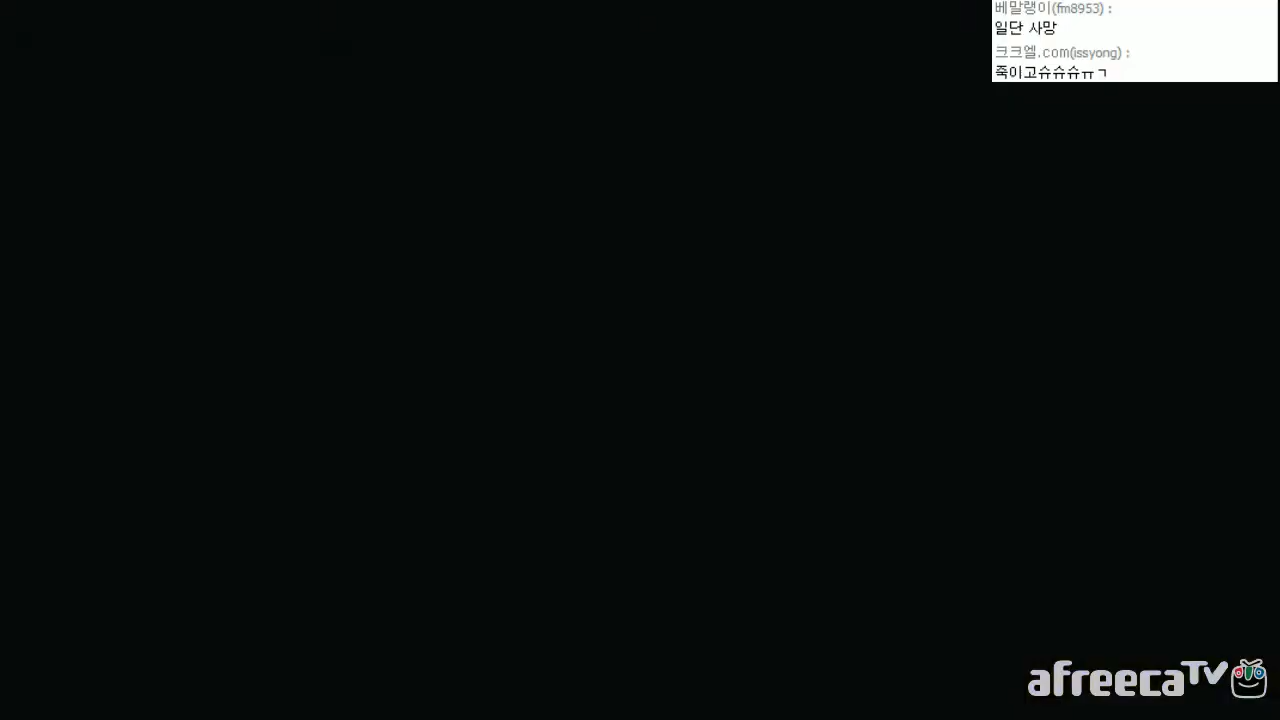 베말랭이(fm8953) :
일단 사망
크크엘.com(issyong) :
죽이고슈슈슈ㅠㄱ
afreecaTV